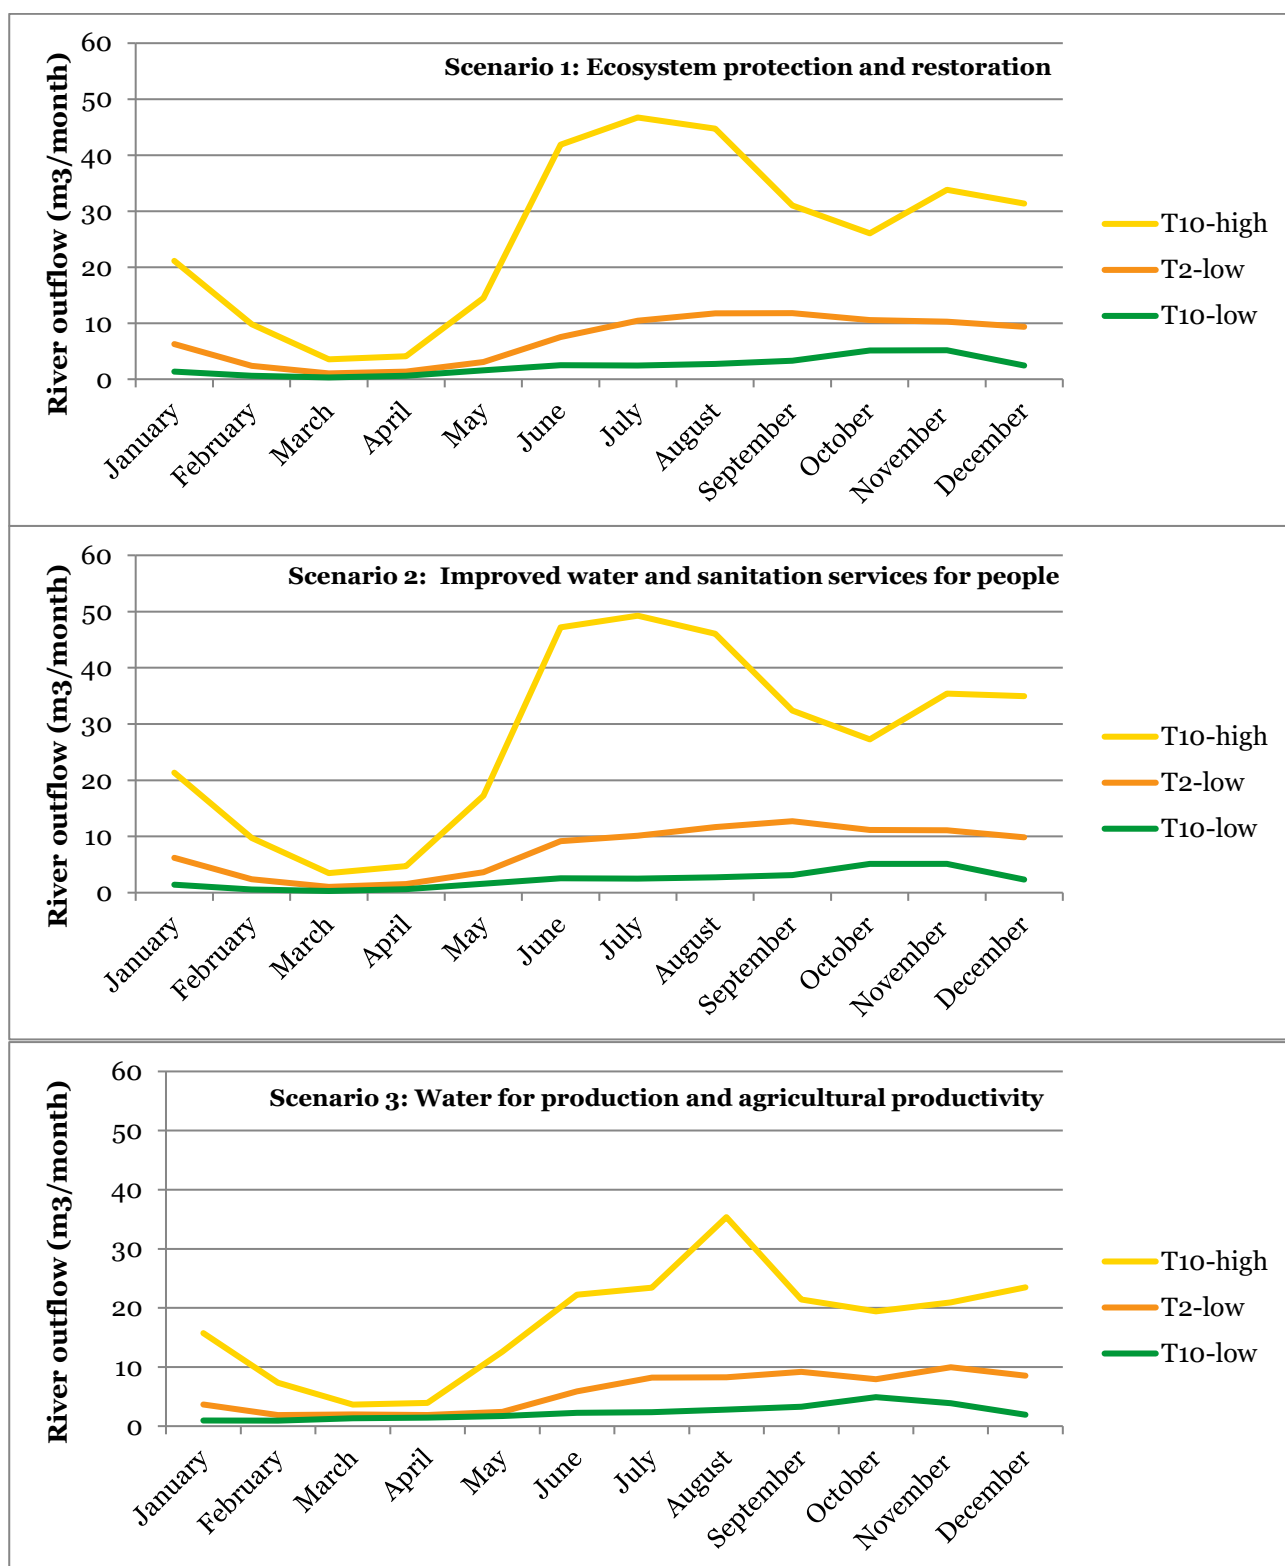 Scenario 1: Ecosystem protection and restoration
River outflow (m3/month)
60
50
40
30
20
10
0
January
February
March
April
May
June
July
August
September
October
November
December
T10-high
T2-low
T10-low
Scenario 2:  Improved water and sanitation services for people
River outflow (m3/month)
60
50
40
30
20
10
0
January
February
March
April
May
June
July
August
September
October
November
December
T10-high
T2-low
T10-low
Scenario 3: Water for production and agricultural productivity
River outflow (m3/month)
60
50
40
30
20
10
0
January
February
March
April
May
June
July
August
September
October
November
December
T10-high
T2-low
T10-low